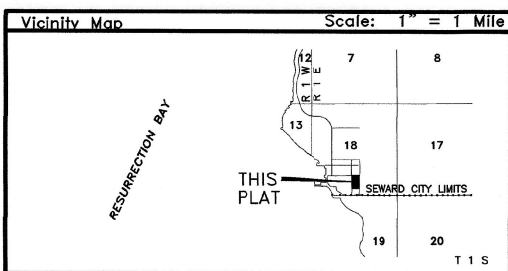 Vicinity Map Scale: 1" = 1 Mile
12 7 8
R 1 W
R 1 E
RESURRECTION BAY
13
18 17
THIS
PLAT
SEWARD CITY LIMITS
19 20
T 1 S